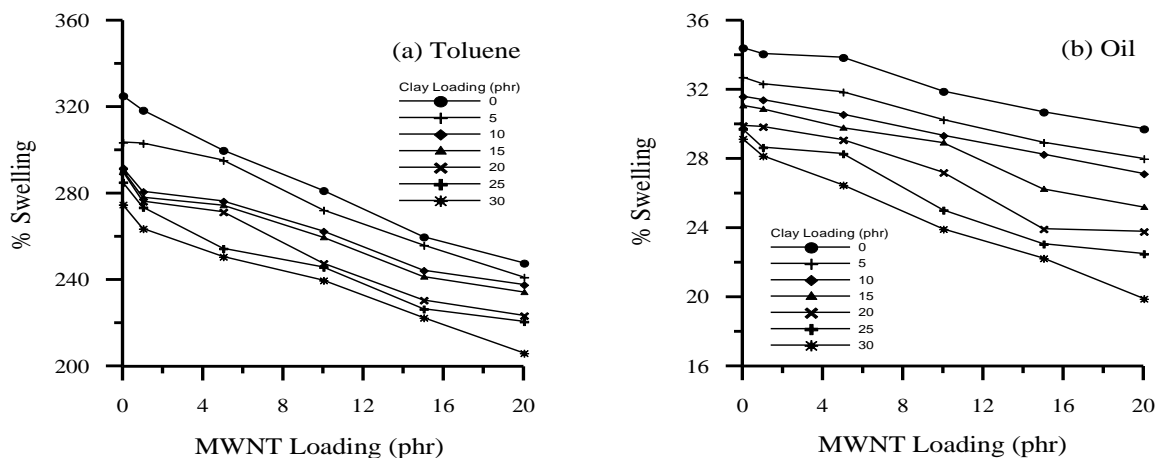 (a) Toluene
% Swelling
360
320
280
240
200
Clay Loading (phr)
0
5
10
15
20
25
30
0 4 8 12 16 20
MWNT Loading (phr)
(b) Oil
% Swelling
36
32
28
24
20
16
Clay Loading (phr)
0
5
10
15
20
25
30
0 4 8 12 16 20
MWNT Loading (phr)